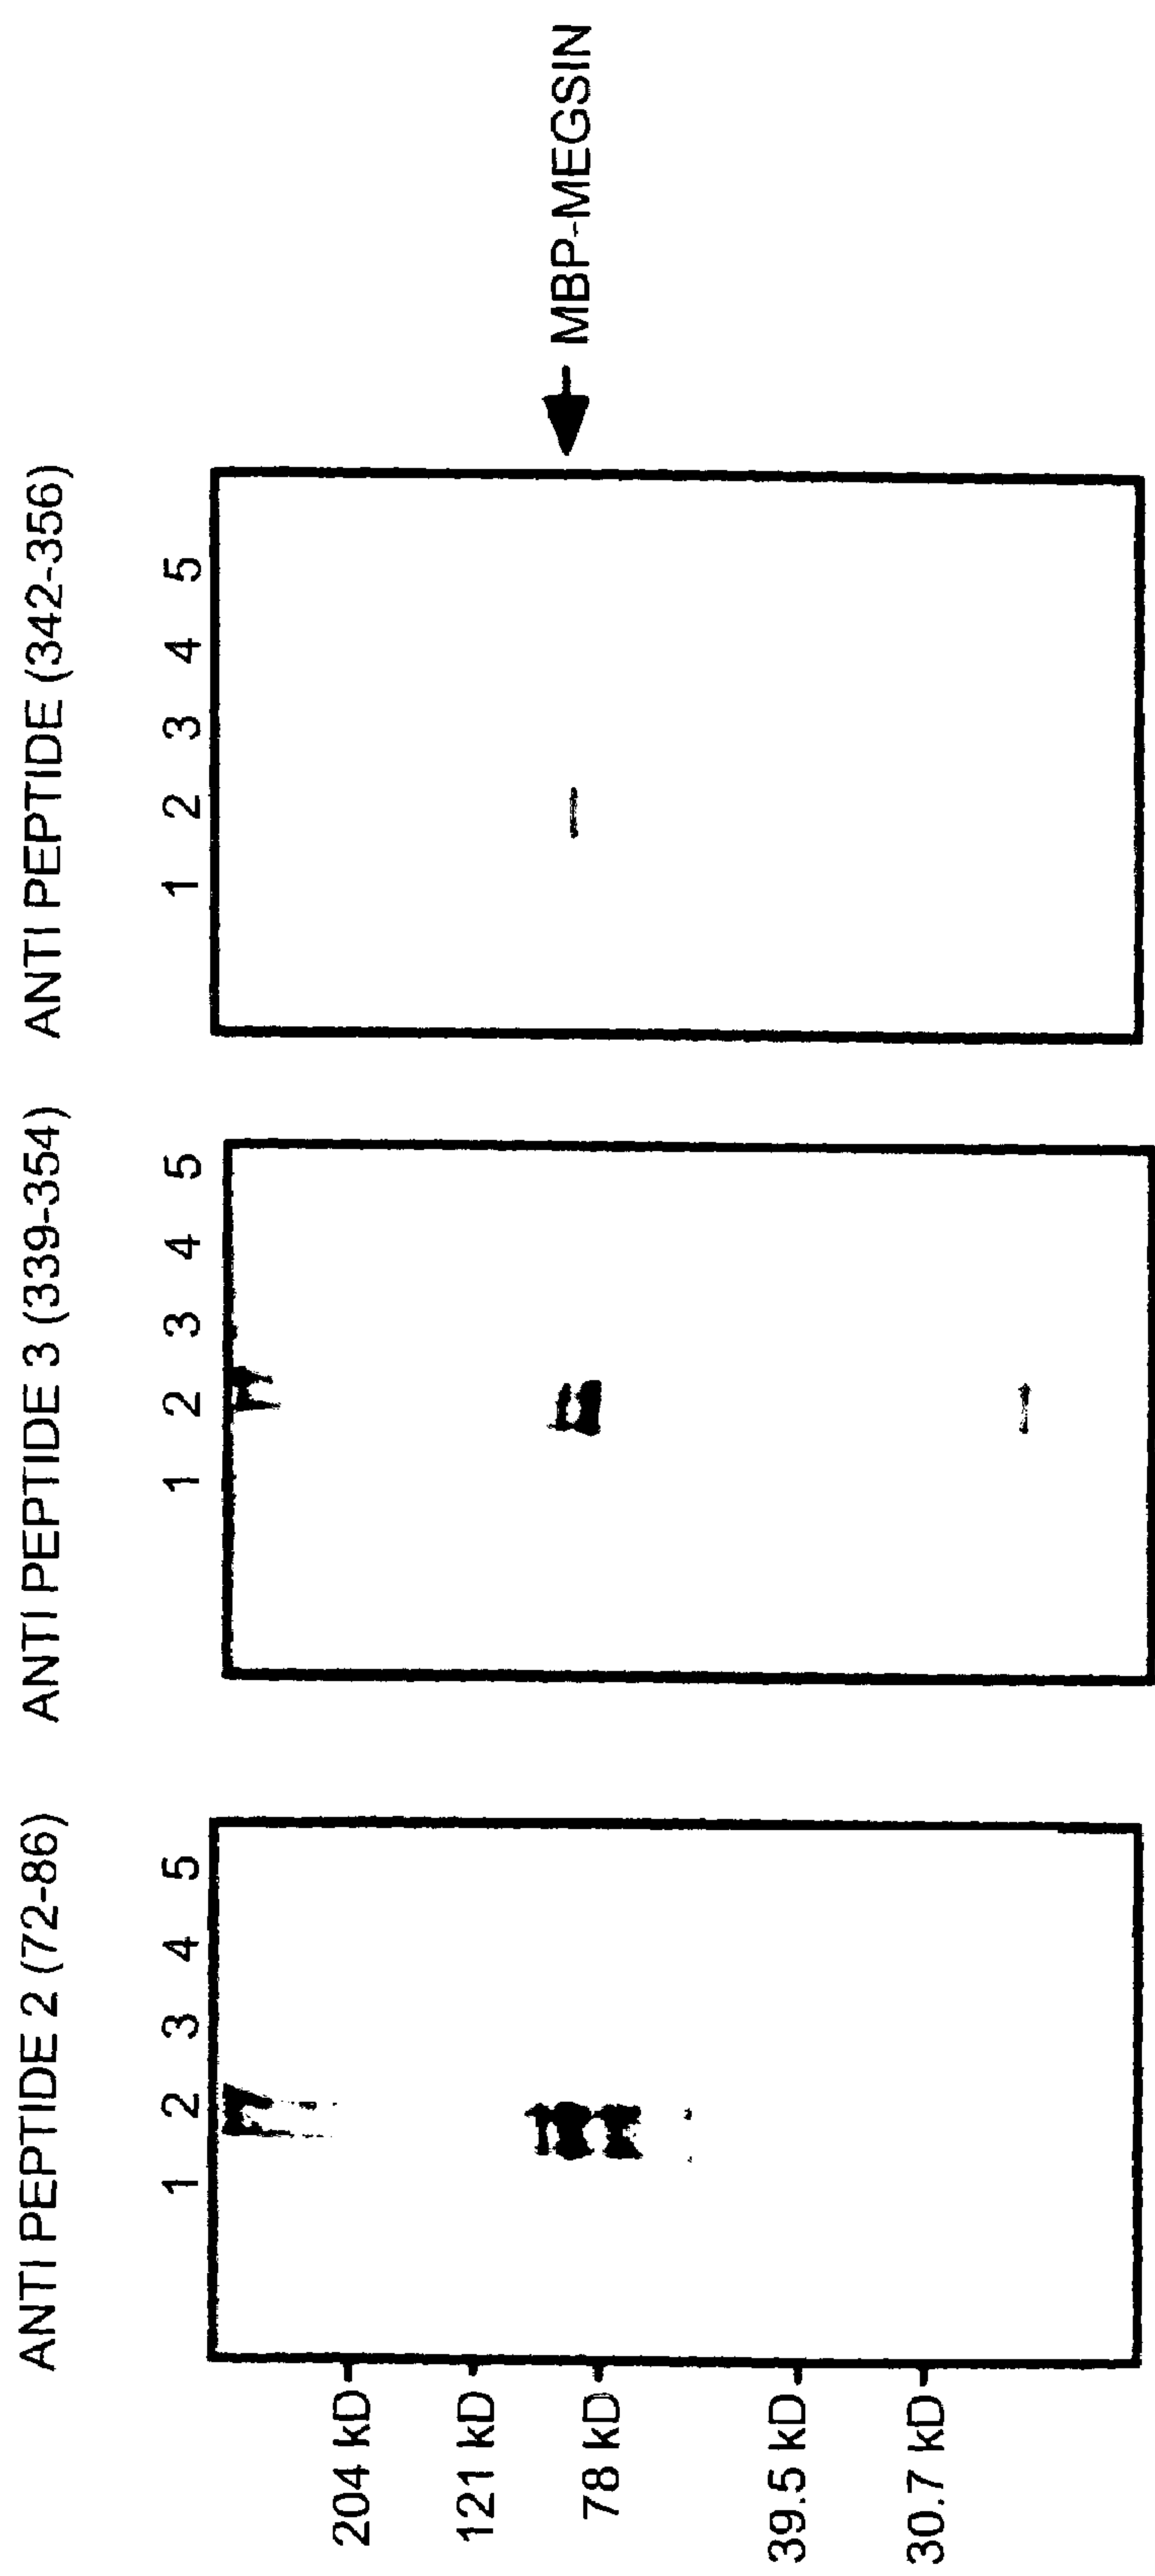 ANTI PEPTIDE 2 (72-86)
ANTI PEPTIDE 3 (339-354)
ANTI PEPTIDE (342-356)
1 2 3 4 5
1 2 3 4 5
1 2 3 4 5
204 kD
121 kD
78 kD
39.5 kD
30.7 kD
MBP-MEGSIN